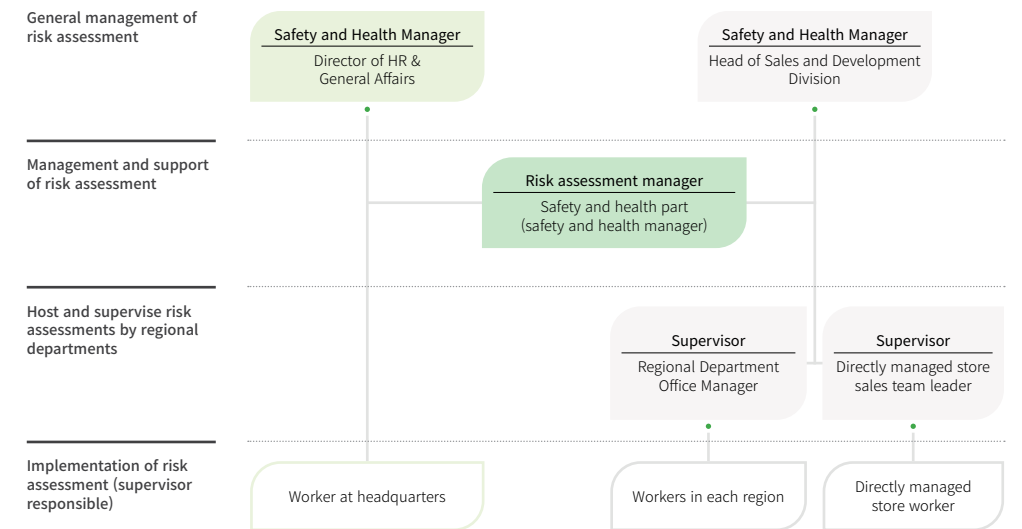 General management of
risk assessment
Safety and Health Manager
Director of HR &
General Affairs
Safety and Health Manager
Head of Sales and Development
Division
Management and support
of risk assessment
Risk assessment manager
Safety and health part
(safety and health manager)
Host and supervise risk
assessments by regional
departments
Supervisor
Regional Department
Office Manager
Supervisor
Directly managed store
sales team leader
Implementation of risk
assessment (supervisor
responsible)
Worker at headquarters
Workers in each region
Directly managed
store worker